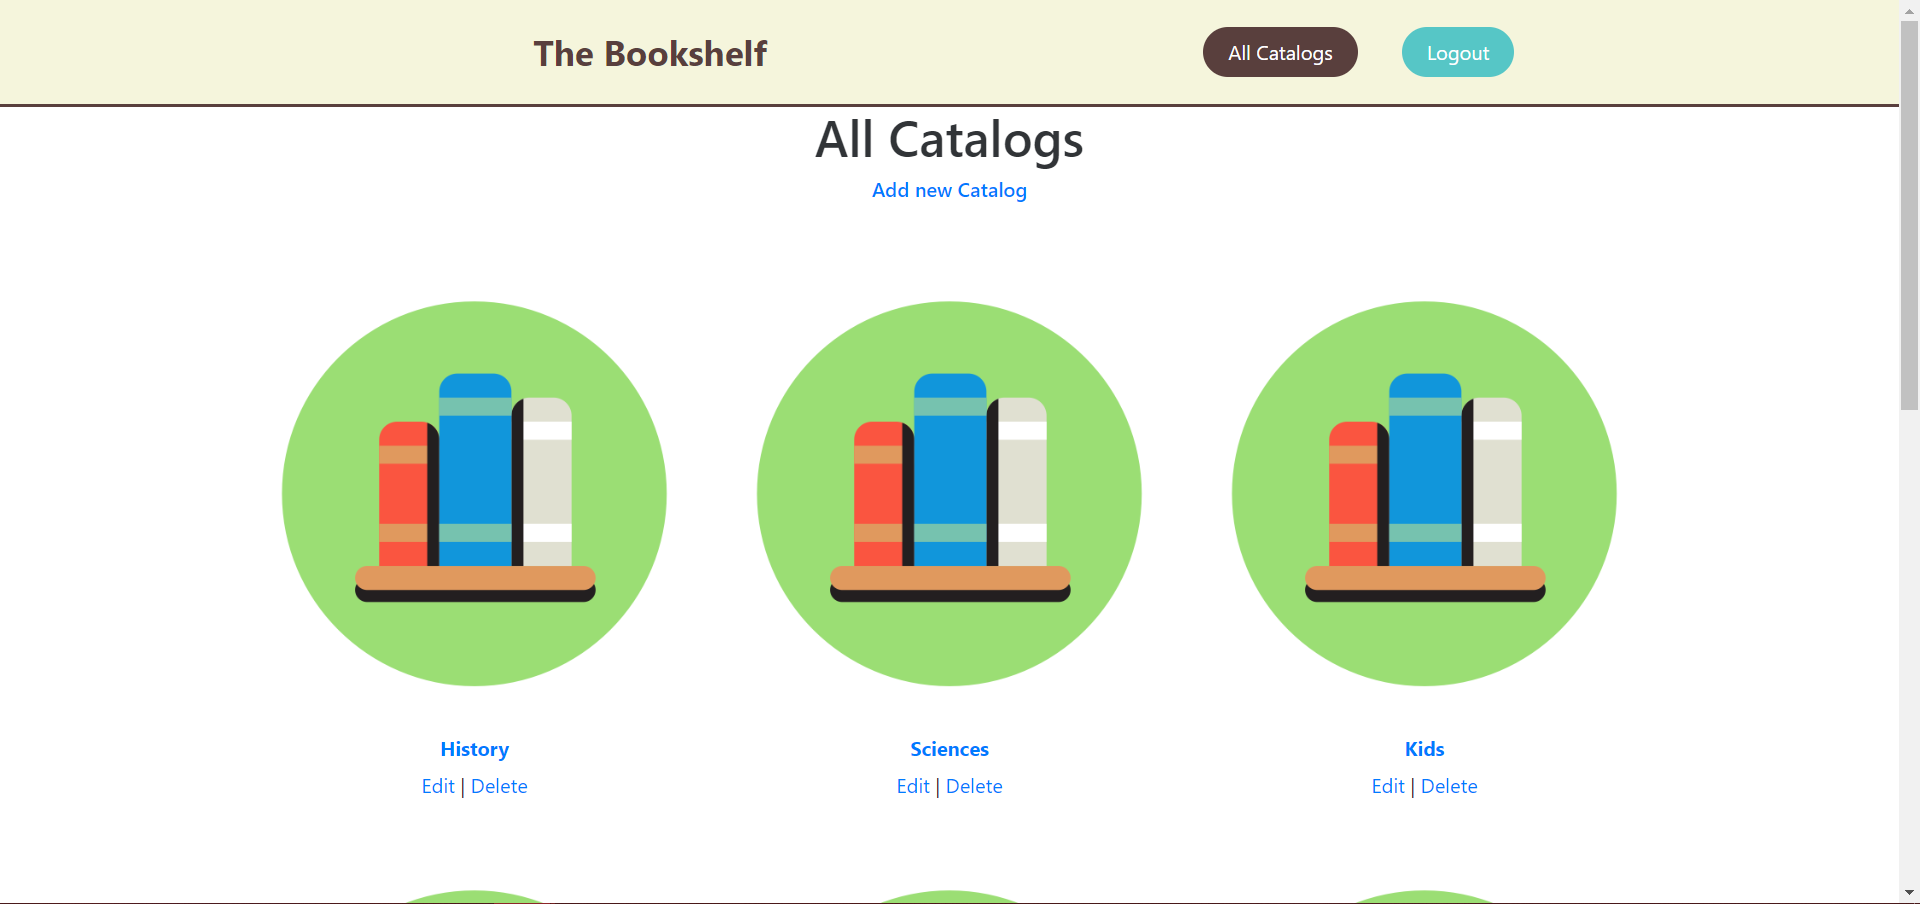 The Bookshelf
All Catalogs
Logout
All Catalogs
Add new Catalog
History
Sciences
Kids
Edit | Delete
Edit | Delete
Edit | Delete